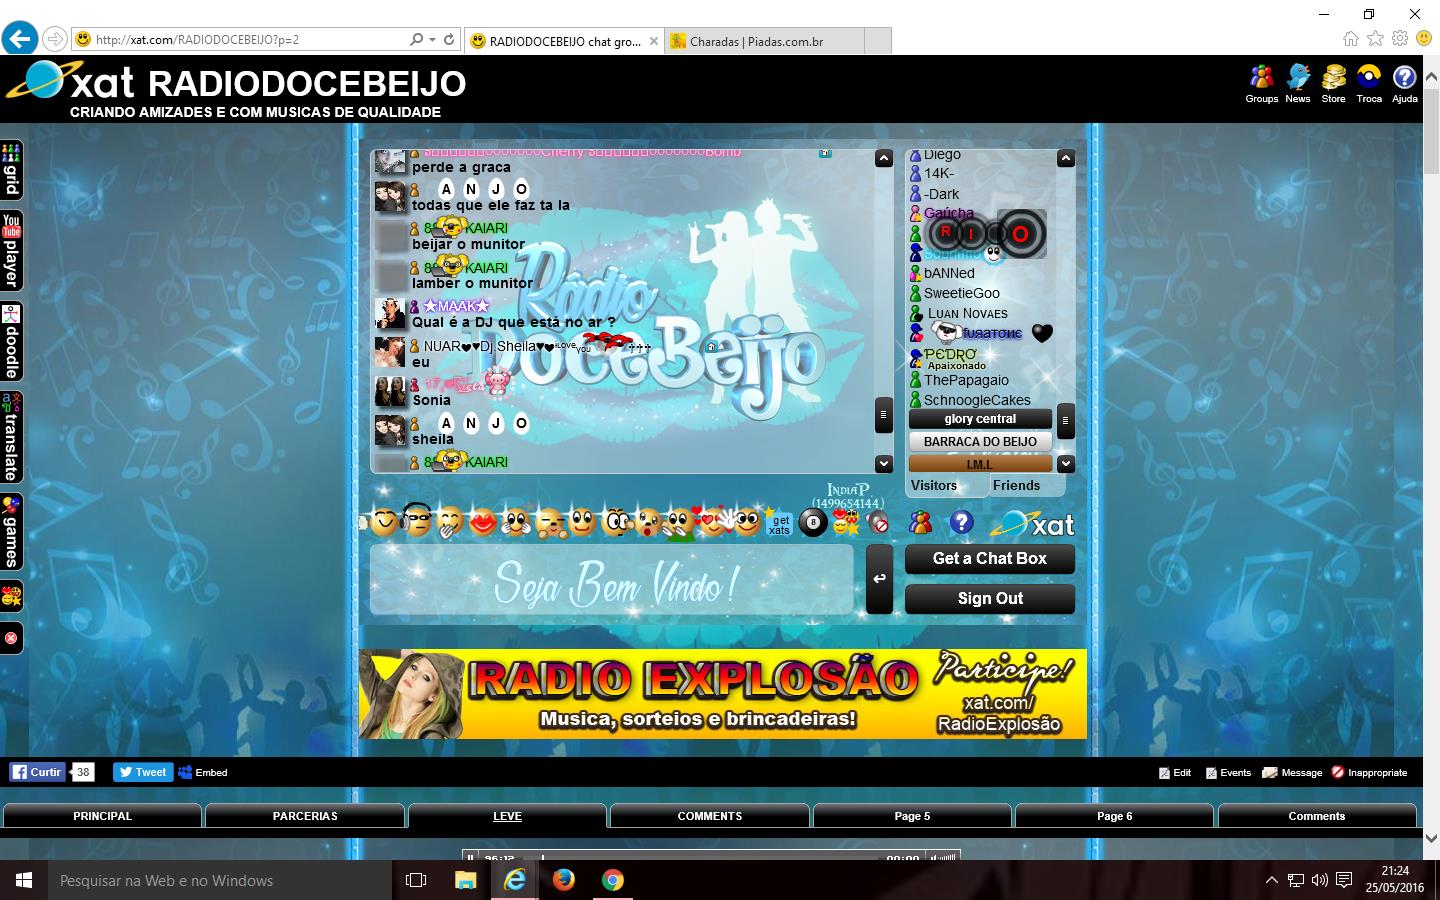 http://xat.com/RADIODOCEBEIJO?p=2
RADIODOCEBEIJO chat gro...
Charadas | Piadas.com.br
xat RADIODOCEBEIJO
CRIANDO AMIZADES E COM MUSICAS DE QUALIDADE
Groups
News
Store
Troca
Ajuda
grid
You Tube player
doodle
translate
games
perde a graca
A N J O
todas que ele faz ta la
KAIARI
beijar o munitor
KAIARI
lamber o munitor
★MAAK★
Qual é a DJ que está no ar ?
NUAR♥♥Dj.Sheila♥♥
eu
Sonia
A N J O
sheila
KAIARI
Rádio
DoceBeijo
Diego
14K-
-Dark
Gaúcha
R I O
bANNed
SweetieGoo
Luan Novaes
Apaixonado
ThePapagaio
SchnoogleCakes
glory central
BARRACA DO BEIJO
I.M.L
Visitors
Friends
IndiaP.
(1499654144)
get xats
8
xat
Seja Bem Vindo!
Get a Chat Box
Sign Out
RADIO EXPLOSÃO
Musica, sorteios e brincadeiras!
Participe!
xat.com/
RadioExplosão
Curtir
38
Tweet
Embed
Edit
Events
Message
Inappropriate
PRINCIPAL
PARCERIAS
LEVE
COMMENTS
Page 5
Page 6
Comments
Pesquisar na Web e no Windows
21:24
25/05/2016